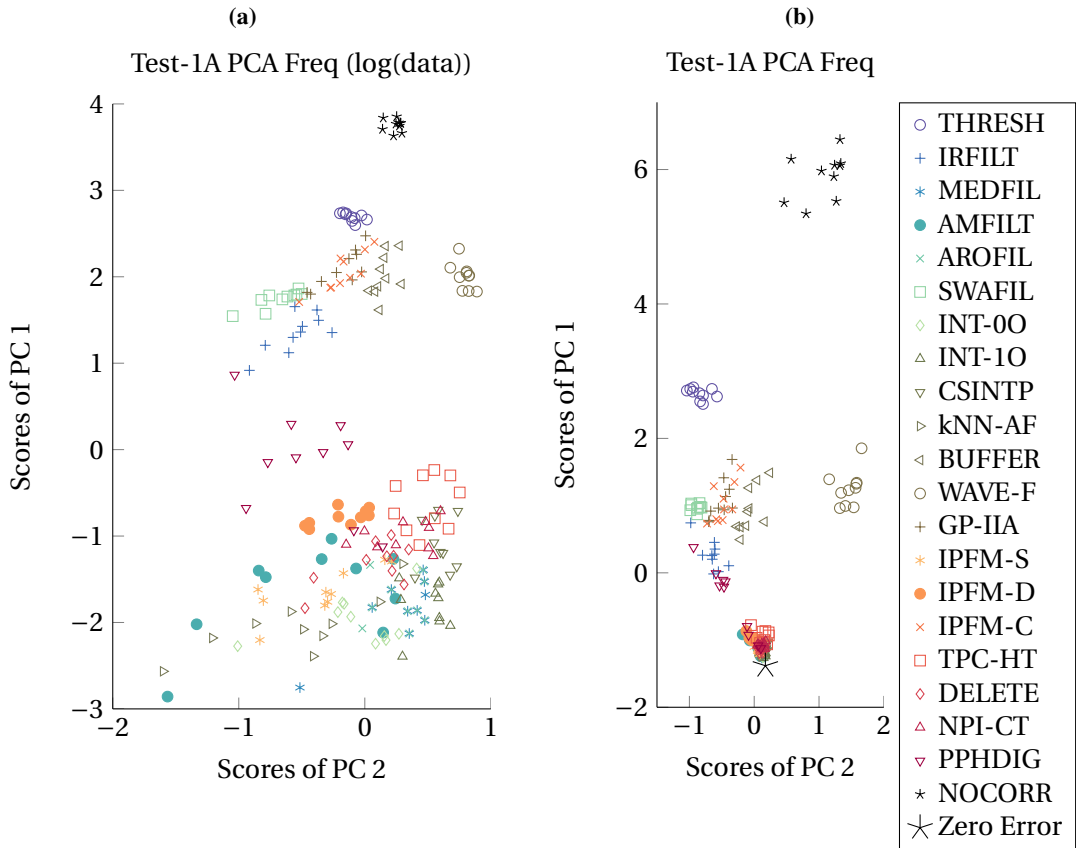 (a)
Test-1A PCA Freq (log(data))
4
3
2
1
0
−1
−2
−3
−2
−1
0
1
Scores of PC 1
Scores of PC 2
(b)
Test-1A PCA Freq
6
4
2
0
−2
−1
0
1
2
Scores of PC 1
Scores of PC 2
THRESH
IRFILT
MEDFIL
AMFILT
AROFIL
SWAFIL
INT-0O
INT-1O
CSINTP
kNN-AF
BUFFER
WAVE-F
GP-IIA
IPFM-S
IPFM-D
IPFM-C
TPC-HT
DELETE
NPI-CT
PPHDIG
NOCORR
Zero Error